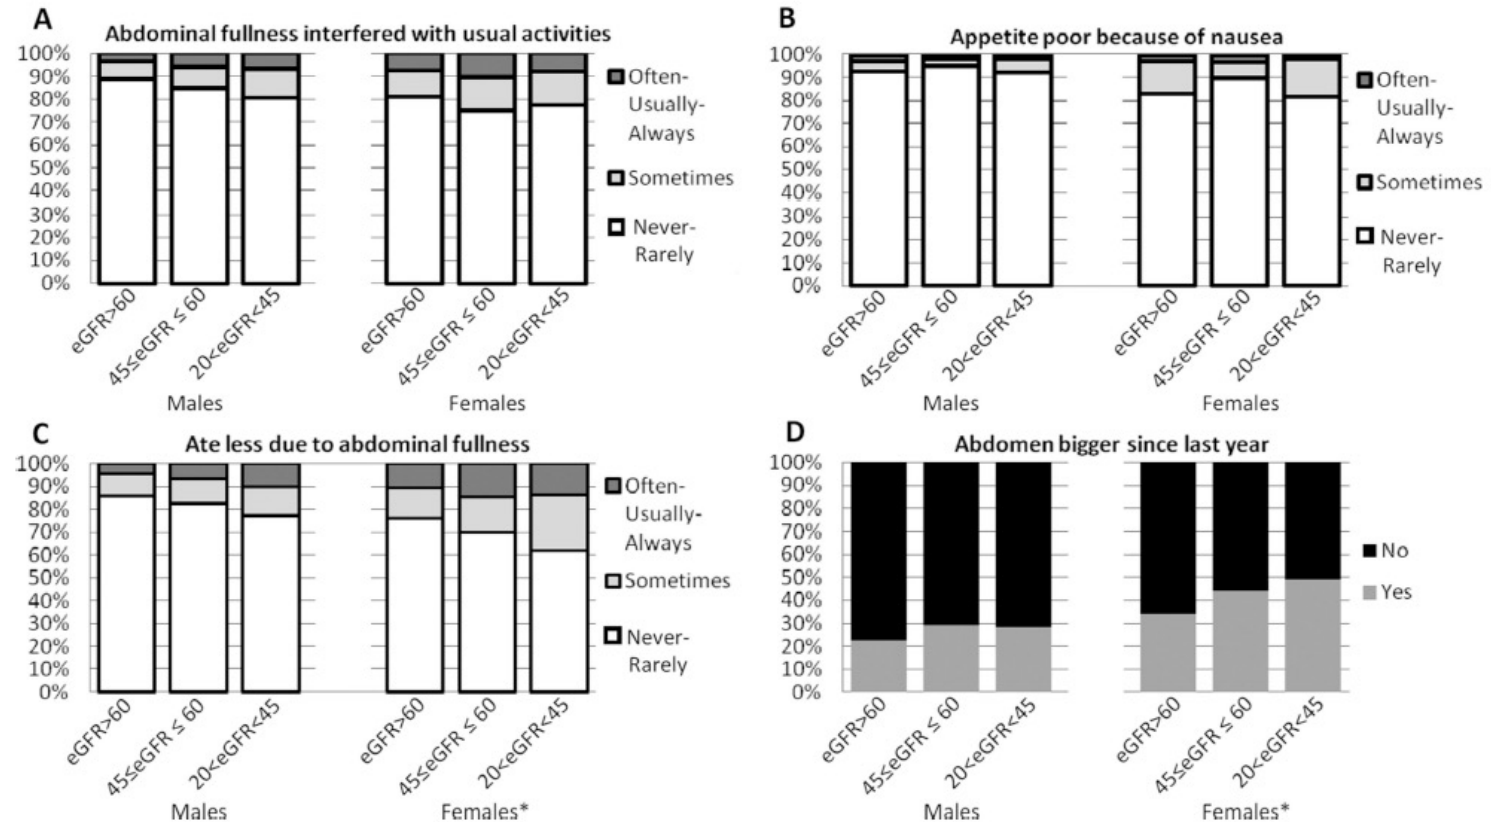 A
Abdominal fullness interfered with usual activities
100%
90%
80%
70%
60%
50%
40%
30%
20%
10%
0%
eGFR>60
45≤eGFR ≤ 60
20<eGFR<45
eGFR>60
45≤eGFR ≤ 60
20<eGFR<45
Males
Females
Often-
Usually-
Always
Sometimes
Never-
Rarely
B
Appetite poor because of nausea
100%
90%
80%
70%
60%
50%
40%
30%
20%
10%
0%
eGFR>60
45≤eGFR ≤ 60
20<eGFR<45
eGFR>60
45≤eGFR ≤ 60
20<eGFR<45
Males
Females
Often-
Usually-
Always
Sometimes
Never-
Rarely
C
Ate less due to abdominal fullness
100%
90%
80%
70%
60%
50%
40%
30%
20%
10%
0%
eGFR>60
45≤eGFR ≤ 60
20<eGFR<45
eGFR>60
45≤eGFR ≤ 60
20<eGFR<45
Males
Females*
Often-
Usually-
Always
Sometimes
Never-
Rarely
D
Abdomen bigger since last year
100%
90%
80%
70%
60%
50%
40%
30%
20%
10%
0%
eGFR>60
45≤eGFR ≤ 60
20<eGFR<45
eGFR>60
45≤eGFR ≤ 60
20<eGFR<45
Males
Females*
No
Yes